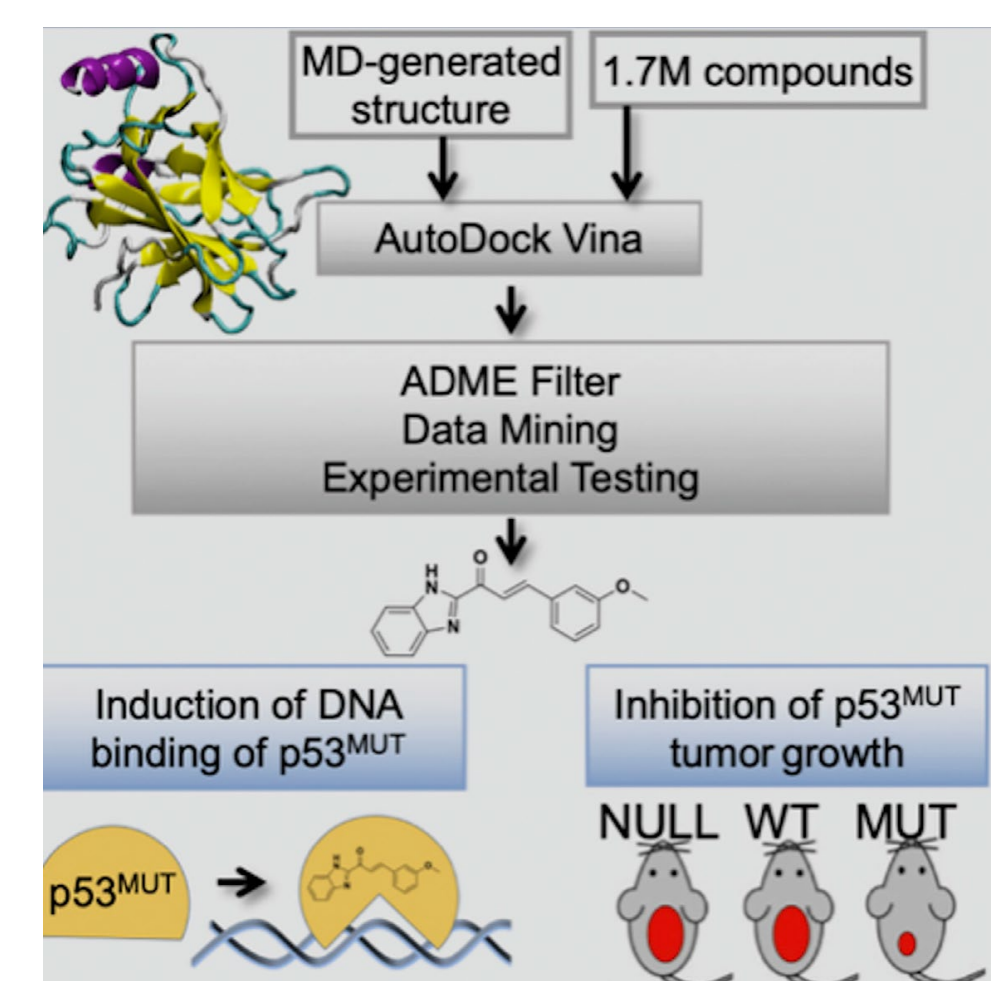 MD-generated
structure
1.7M compounds
AutoDock Vina
ADME Filter
Data Mining
Experimental Testing
H
N
O
N
O
Induction of DNA
binding of p53ᴹᵁᵀ
Inhibition of p53ᴹᵁᵀ
tumor growth
NULL WT MUT
p53ᴹᵁᵀ
H
N
O
N
O